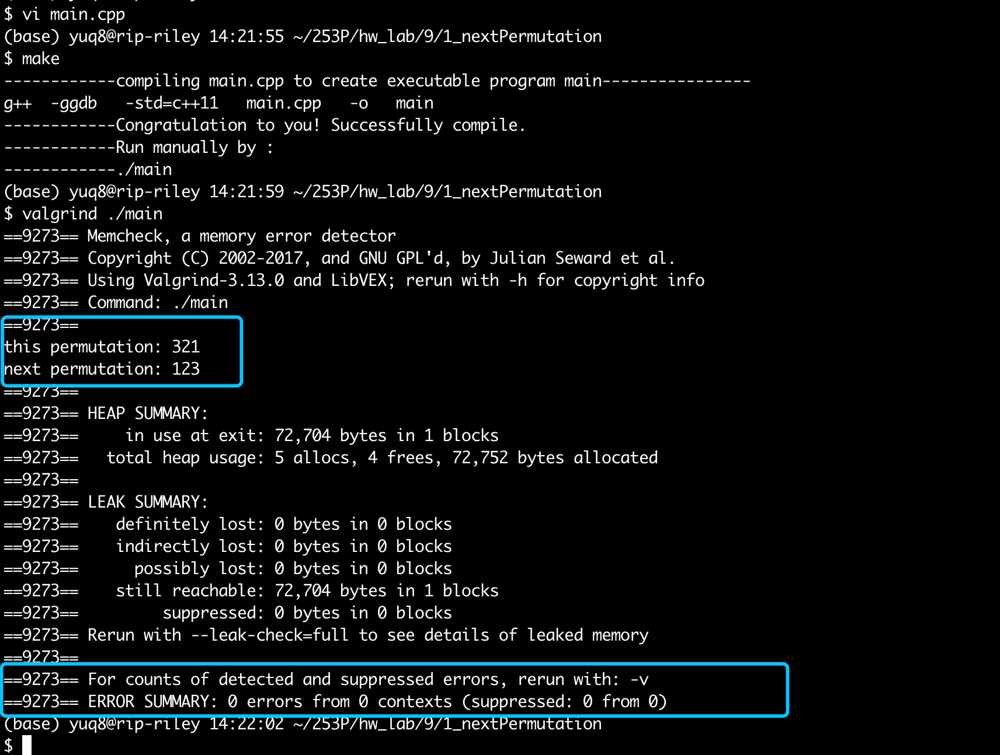 $ vi main.cpp
(base) yuq8@rip-riley 14:21:55 ~/253P/hw_lab/9/1_nextPermutation
$ make
------------compiling main.cpp to create executable program main----------------
g++  -ggdb   -std=c++11   main.cpp   -o   main
------------Congratulation to you! Successfully compile.
------------Run manually by :
------------./main
(base) yuq8@rip-riley 14:21:59 ~/253P/hw_lab/9/1_nextPermutation
$ valgrind ./main
==9273== Memcheck, a memory error detector
==9273== Copyright (C) 2002-2017, and GNU GPL'd, by Julian Seward et al.
==9273== Using Valgrind-3.13.0 and LibVEX; rerun with -h for copyright info
==9273== Command: ./main
==9273==
this permutation: 321
next permutation: 123
==9273==
==9273== HEAP SUMMARY:
==9273==     in use at exit: 72,704 bytes in 1 blocks
==9273==   total heap usage: 5 allocs, 4 frees, 72,752 bytes allocated
==9273==
==9273== LEAK SUMMARY:
==9273==    definitely lost: 0 bytes in 0 blocks
==9273==    indirectly lost: 0 bytes in 0 blocks
==9273==      possibly lost: 0 bytes in 0 blocks
==9273==    still reachable: 72,704 bytes in 1 blocks
==9273==         suppressed: 0 bytes in 0 blocks
==9273== Rerun with --leak-check=full to see details of leaked memory
==9273==
==9273== For counts of detected and suppressed errors, rerun with: -v
==9273== ERROR SUMMARY: 0 errors from 0 contexts (suppressed: 0 from 0)
(base) yuq8@rip-riley 14:22:02 ~/253P/hw_lab/9/1_nextPermutation
$